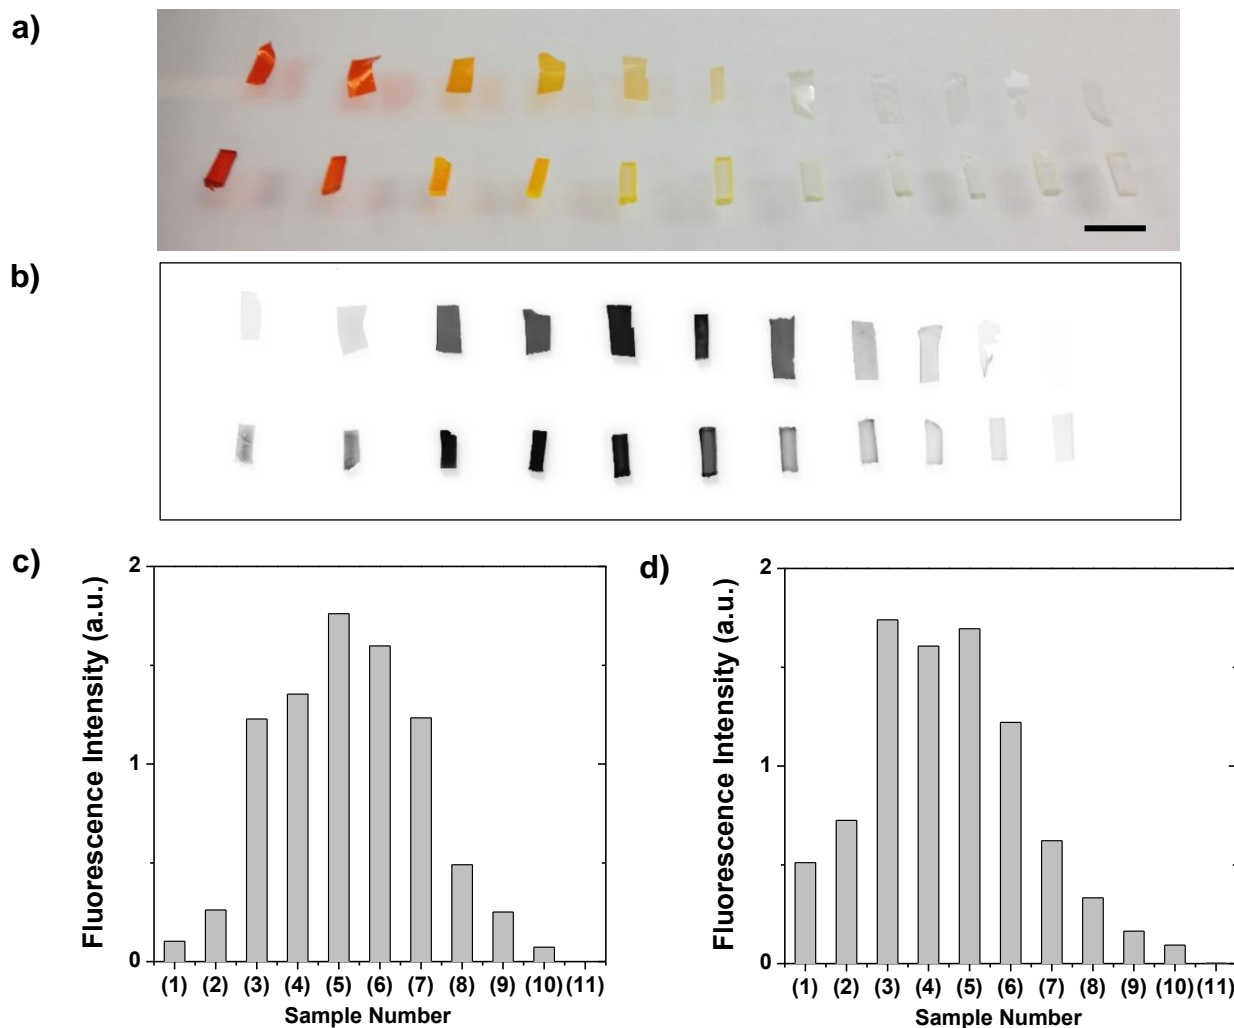 a)
b)
c)
Fluorescence Intensity (a.u.)
2
1
0
(1) (2) (3) (4) (5) (6) (7) (8) (9) (10) (11)
Sample Number
d)
Fluorescence Intensity (a.u.)
2
1
0
(1) (2) (3) (4) (5) (6) (7) (8) (9) (10) (11)
Sample Number